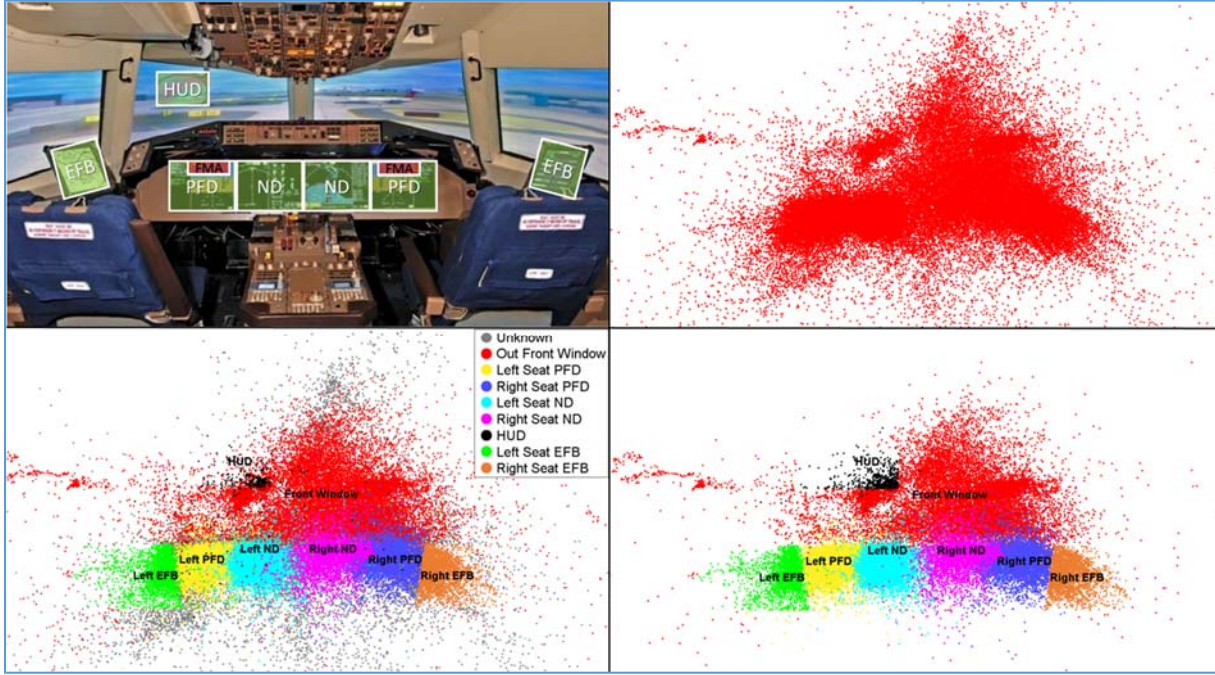 HUD
EFB
EFB
FMA
FMA
PFD
ND
ND
PFD
Unknown
Out Front Window
Left Seat PFD
Right Seat PFD
Left Seat ND
Right Seat ND
HUD
Left Seat EFB
Right Seat EFB
HUD
Front Window
Left PFD
Left ND
Right ND
Right PFD
Left EFB
Right EFB
HUD
Front Window
Left PFD
Left ND
Right ND
Right PFD
Left EFB
Right EFB